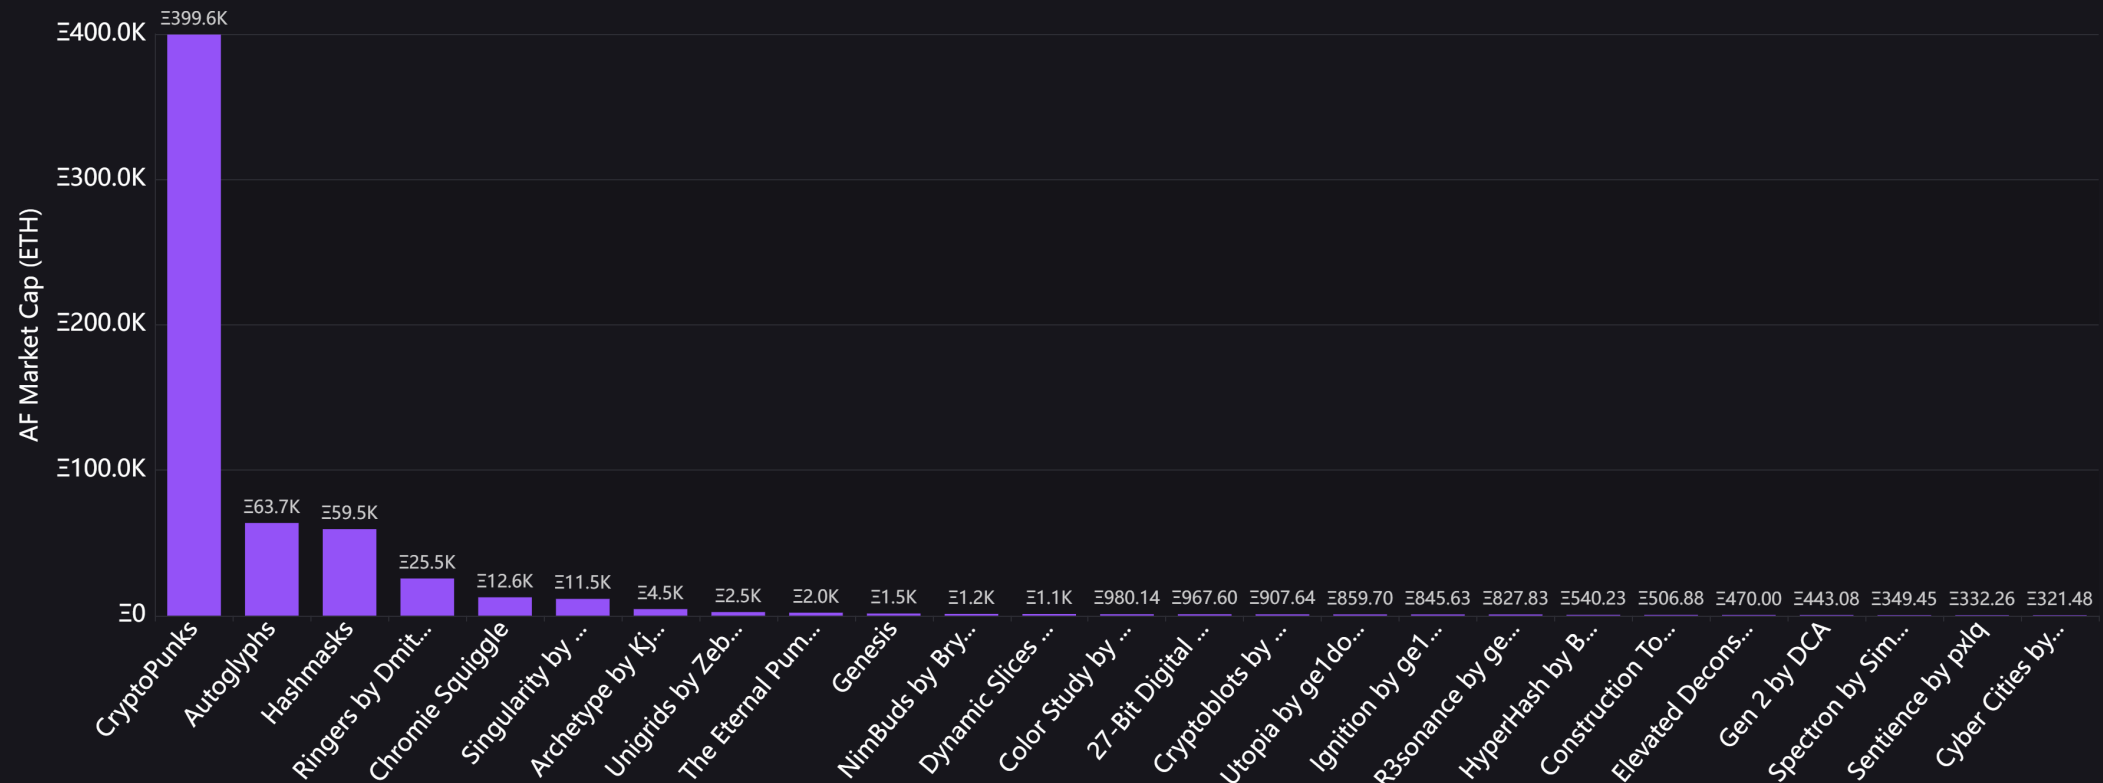 AF Market Cap (ETH)
Ξ400.0K
Ξ300.0K
Ξ200.0K
Ξ100.0K
Ξ0
Ξ399.6K
Ξ63.7K
Ξ59.5K
Ξ25.5K
Ξ12.6K
Ξ11.5K
Ξ4.5K
Ξ2.5K
Ξ2.0K
Ξ1.5K
Ξ1.2K
Ξ1.1K
Ξ980.14
Ξ967.60
Ξ907.64
Ξ859.70
Ξ845.63
Ξ827.83
Ξ540.23
Ξ506.88
Ξ470.00
Ξ443.08
Ξ349.45
Ξ332.26
Ξ321.48
CryptoPunks
Autoglyphs
Hashmasks
Ringers by Dmit...
Chromie Squiggle
Singularity by ...
Archetype by Kj...
Unigrids by Zeb...
The Eternal Pum...
Genesis
NimBuds by Bry...
Dynamic Slices ...
Color Study by ...
27-Bit Digital ...
Cryptoblots by ...
Utopia by ge1do...
Ignition by ge1...
R3sonance by ge...
HyperHash by B...
Construction To...
Elevated Decons...
Gen 2 by DCA
Spectron by Sim...
Sentience by pxlq
Cyber Cities by...